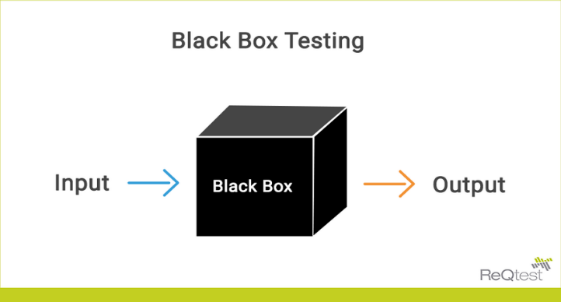 Black Box Testing
Input
Black Box
Output
ReQtest